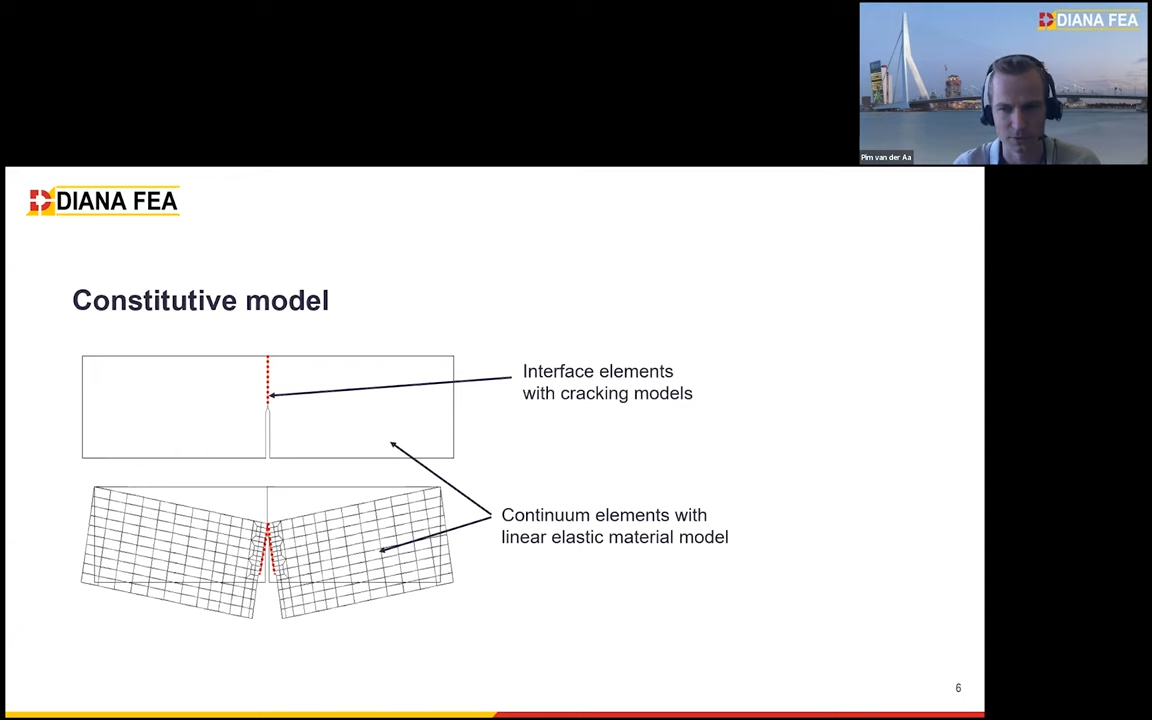 DIANA FEA
Pim van der Aa
DIANA FEA
Constitutive model
Interface elements
with cracking models
Continuum elements with
linear elastic material model
6